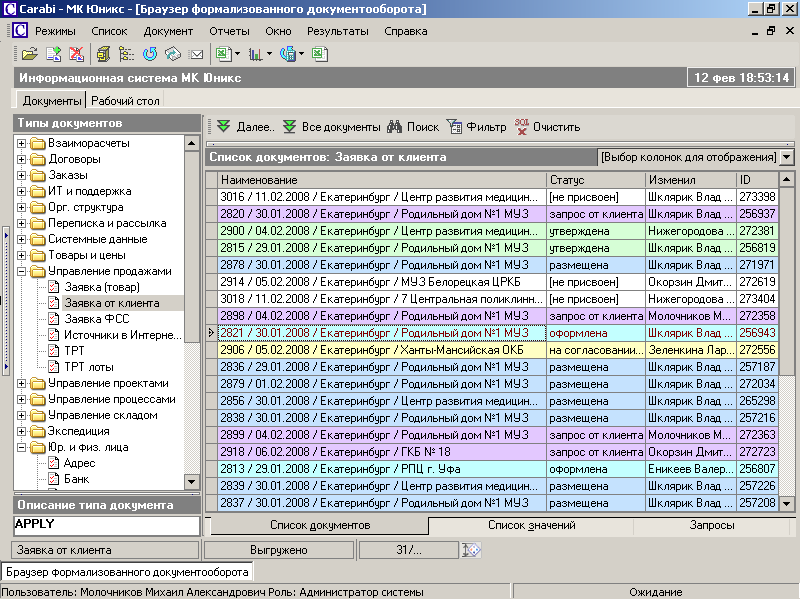 Carabi - МК Юникс - [Браузер формализованного документооборота]
Режимы Список Документ Отчеты Окно Результаты Справка
Информационная система МК Юникс 12 фев 18:53:14
Документы Рабочий стол
Типы документов
Взаиморасчеты
Договоры
Заказы
ИТ и поддержка
Орг. структура
Переписка и рассылка
Системные данные
Товары и цены
Управление продажами
Заявка (товар)
Заявка от клиента
Заявка ФСС
Источники в Интерне...
ТРТ
ТРТ лоты
Управление проектами
Управление процессами
Управление складом
Экспедиция
Юр. и физ. лица
Адрес
Банк
Описание типа документа
APPLY
Далее.. Все документы Поиск Фильтр SQL Очистить
Список документов: Заявка от клиента [Выбор колонок для отображения]
Наименование Статус Изменил ID
3016 / 11.02.2008 / Екатеринбург / Центр развития медицин... [не присвоен] Шклярик Влад ... 273398
2820 / 30.01.2008 / Екатеринбург / Родильный дом №1 МУЗ запрос от клиента Шклярик Влад ... 256937
2900 / 04.02.2008 / Екатеринбург / Центр развития медицин... утверждена Нижегородова ... 272381
2815 / 29.01.2008 / Екатеринбург / Родильный дом №1 МУЗ утверждена Шклярик Влад ... 256819
2878 / 30.01.2008 / Екатеринбург / Родильный дом №1 МУЗ размещена Шклярик Влад ... 271971
2914 / 05.02.2008 / Екатеринбург / МУЗ Белорецкая ЦРКБ [не присвоен] Окорзин Дмит... 272619
3018 / 11.02.2008 / Екатеринбург / 7 Центральная поликлинн... [не присвоен] Нижегородова ... 273404
2898 / 04.02.2008 / Екатеринбург / Родильный дом №1 МУЗ запрос от клиента Молочников М... 272358
2821 / 30.01.2008 / Екатеринбург / Родильный дом №1 МУЗ оформлена Шклярик Влад ... 256943
2906 / 05.02.2008 / Екатеринбург / Ханты-Мансийская ОКБ на согласовании... Зеленкина Лар... 272556
2836 / 29.01.2008 / Екатеринбург / Родильный дом №1 МУЗ размещена Шклярик Влад ... 257187
2879 / 01.02.2008 / Екатеринбург / Родильный дом №1 МУЗ размещена Шклярик Влад ... 272034
2856 / 30.01.2008 / Екатеринбург / Центр развития медицин... размещена Шклярик Влад ... 265298
2838 / 30.01.2008 / Екатеринбург / Родильный дом №1 МУЗ размещена Шклярик Влад ... 257216
2899 / 04.02.2008 / Екатеринбург / Родильный дом №1 МУЗ запрос от клиента Молочников М... 272363
2918 / 06.02.2008 / Екатеринбург / ГКБ № 18 запрос от клиента Окорзин Дмит... 272723
2813 / 29.01.2008 / Екатеринбург / РПЦ г. Уфа оформлена Еникеев Валер... 256807
2839 / 30.01.2008 / Екатеринбург / Центр развития медицин... размещена Шклярик Влад ... 257226
2837 / 30.01.2008 / Екатеринбург / Родильный дом №1 МУЗ размещена Шклярик Влад ... 257208
Список документов Список значений Запросы
Заявка от клиента Выгружено 31/...
Браузер формализованного документооборота
Пользователь: Молочников Михаил Александрович Роль: Администратор системы Ожидание